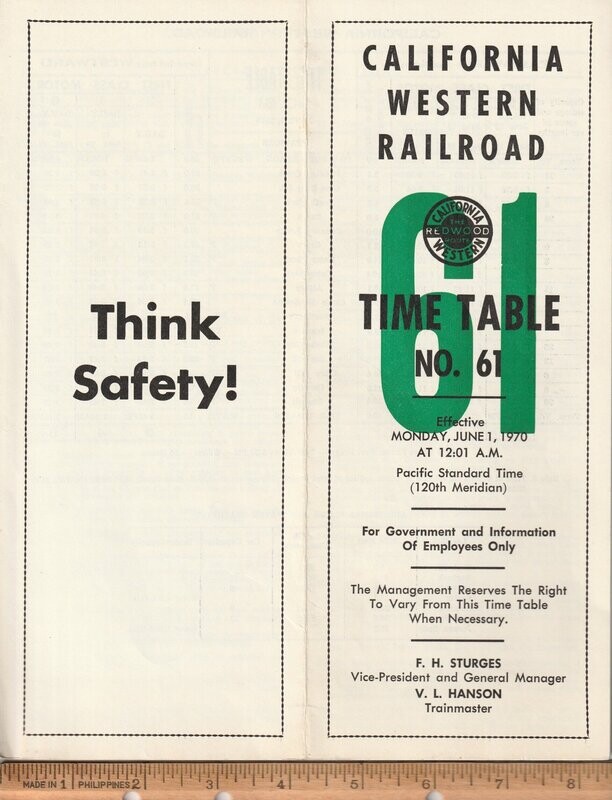 Think
Safety!
CALIFORNIA
WESTERN
RAILROAD
61
CALIFORNIA
THE
REDWOOD
ROUTE
WESTERN
TIME TABLE
NO. 61
Effective
MONDAY, JUNE 1, 1970
AT 12:01 A.M.
Pacific Standard Time
(120th Meridian)
For Government and Information
Of Employees Only
The Management Reserves The Right
To Vary From This Time Table
When Necessary.
F. H. STURGES
Vice-President and General Manager
V. L. HANSON
Trainmaster
MADE IN 1 PHILIPPINES 2 3 4 5 6 7 8